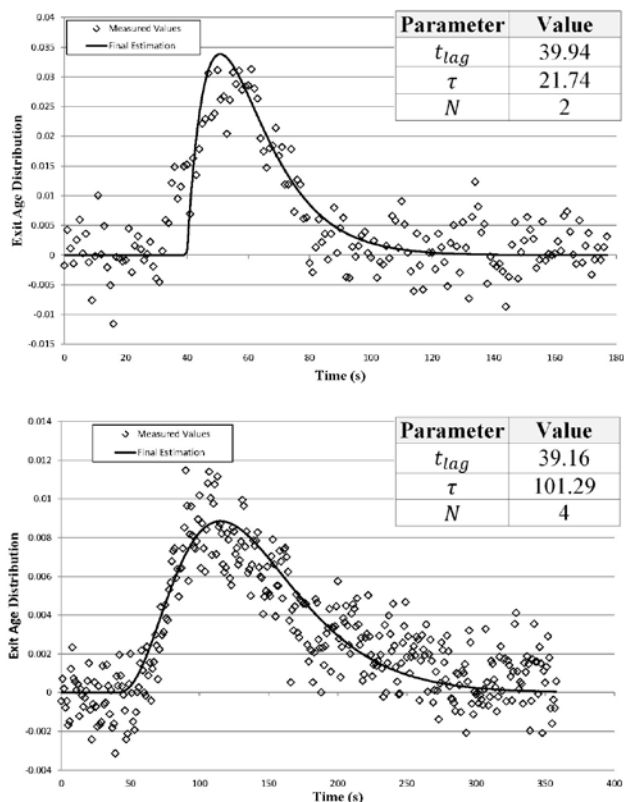 Measured Values
Final Estimation
Parameter Value
t_lag 39.94
τ 21.74
N 2
Exit Age Distribution
0.04
0.035
0.03
0.025
0.02
0.015
0.01
0.005
0
-0.005
-0.01
-0.015
0 20 40 60 80 100 120 140 160 180
Time (s)
Measured Values
Final Estimation
Parameter Value
t_lag 39.16
τ 101.29
N 4
Exit Age Distribution
0.014
0.012
0.01
0.008
0.006
0.004
0.002
0
-0.002
-0.004
0 50 100 150 200 250 300 350 400
Time (s)